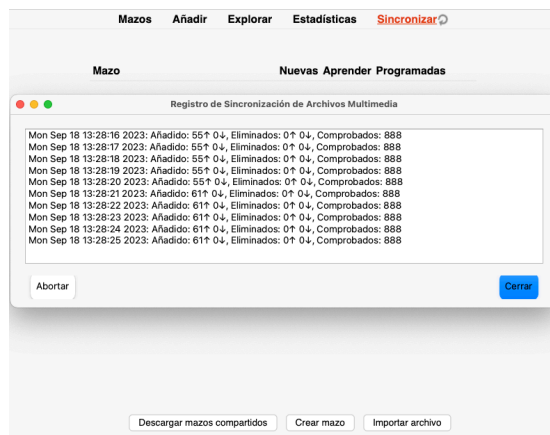 Mazos Añadir Explorar Estadísticas Sincronizar
Mazo Nuevas Aprender Programadas
Registro de Sincronización de Archivos Multimedia
Mon Sep 18 13:28:16 2023: Añadido: 55↑ 0↓, Eliminados: 0↑ 0↓, Comprobados: 888
Mon Sep 18 13:28:17 2023: Añadido: 55↑ 0↓, Eliminados: 0↑ 0↓, Comprobados: 888
Mon Sep 18 13:28:18 2023: Añadido: 55↑ 0↓, Eliminados: 0↑ 0↓, Comprobados: 888
Mon Sep 18 13:28:19 2023: Añadido: 55↑ 0↓, Eliminados: 0↑ 0↓, Comprobados: 888
Mon Sep 18 13:28:20 2023: Añadido: 55↑ 0↓, Eliminados: 0↑ 0↓, Comprobados: 888
Mon Sep 18 13:28:21 2023: Añadido: 61↑ 0↓, Eliminados: 0↑ 0↓, Comprobados: 888
Mon Sep 18 13:28:22 2023: Añadido: 61↑ 0↓, Eliminados: 0↑ 0↓, Comprobados: 888
Mon Sep 18 13:28:23 2023: Añadido: 61↑ 0↓, Eliminados: 0↑ 0↓, Comprobados: 888
Mon Sep 18 13:28:24 2023: Añadido: 61↑ 0↓, Eliminados: 0↑ 0↓, Comprobados: 888
Mon Sep 18 13:28:25 2023: Añadido: 61↑ 0↓, Eliminados: 0↑ 0↓, Comprobados: 888
Abortar Cerrar
Descargar mazos compartidos Crear mazo Importar archivo